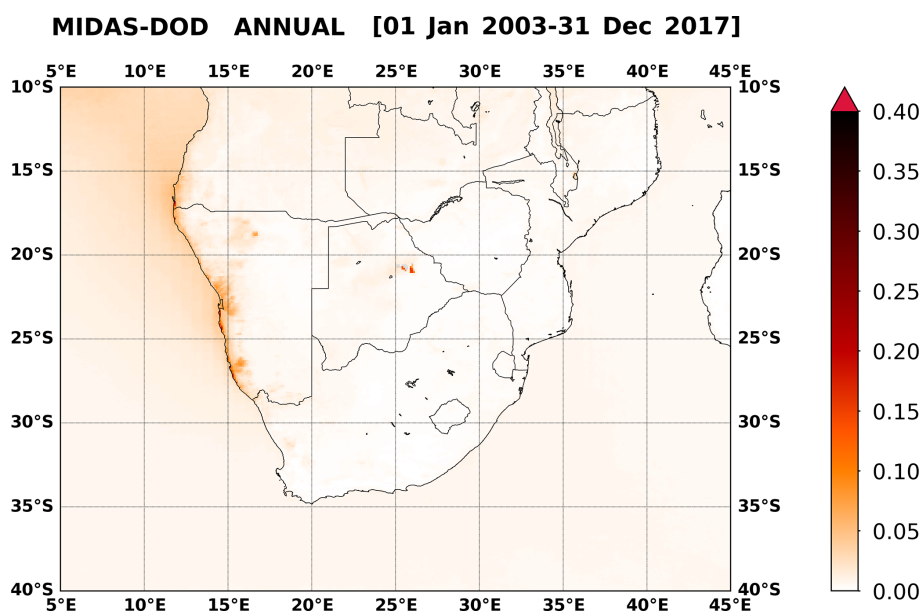 MIDAS-DOD ANNUAL [01 Jan 2003-31 Dec 2017]
5°E 10°E 15°E 20°E 25°E 30°E 35°E 40°E 45°E
10°S 10°S
15°S 15°S
20°S 20°S
25°S 25°S
30°S 30°S
35°S 35°S
40°S 40°S
5°E 10°E 15°E 20°E 25°E 30°E 35°E 40°E 45°E
0.40
0.35
0.30
0.25
0.20
0.15
0.10
0.05
0.00